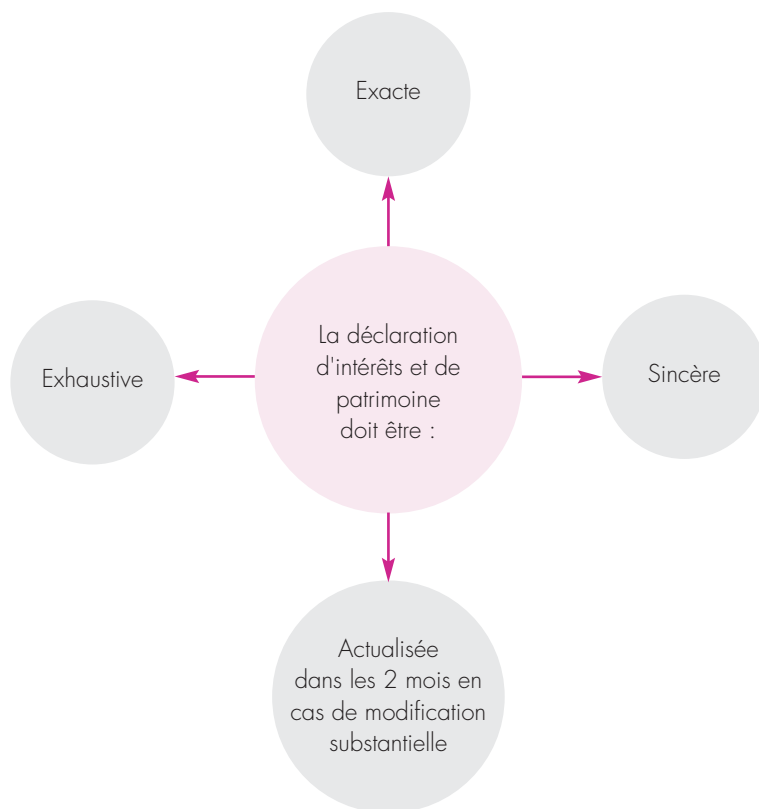 Exacte
La déclaration
d'intérêts et de
patrimoine
doit être :
Exhaustive
Sincère
Actualisée
dans les 2 mois en
cas de modification
substantielle